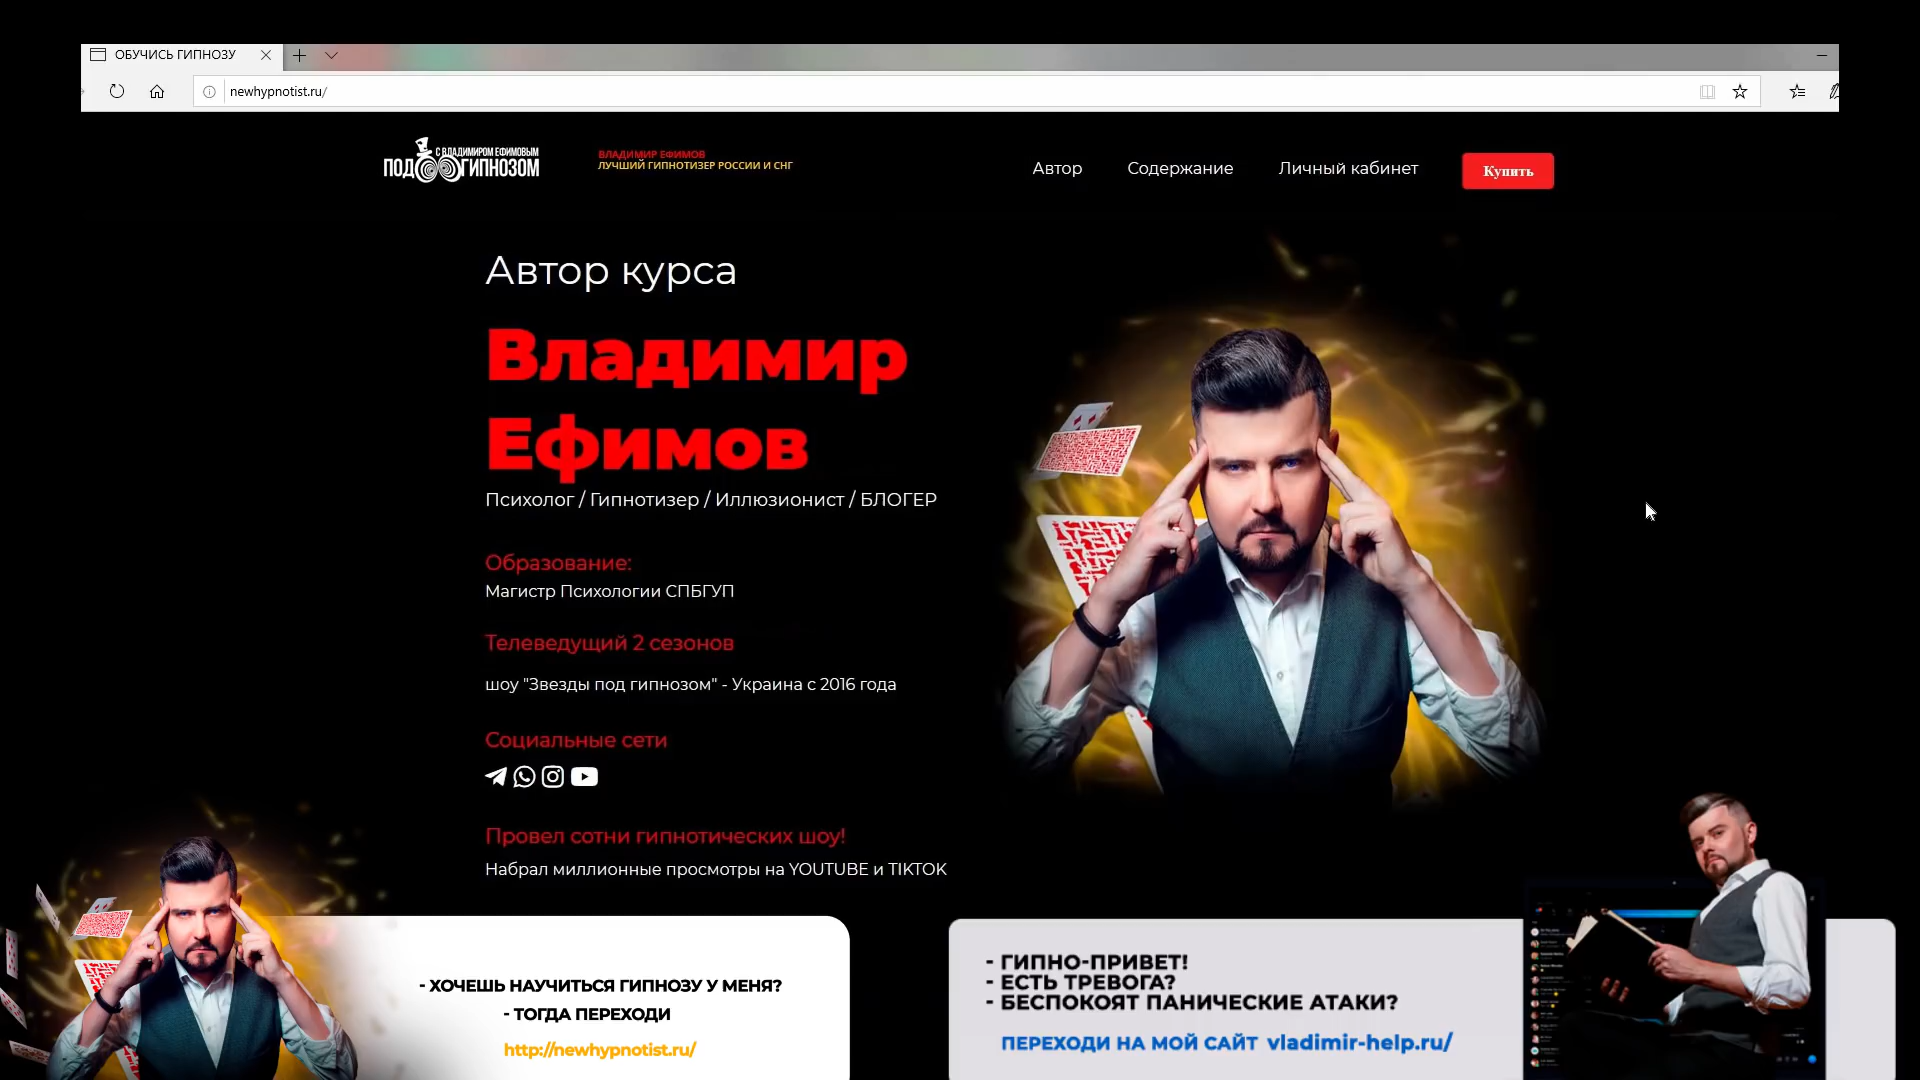 ОБУЧИСЬ ГИПНОЗУ
newhypnotist.ru/
С ВЛАДИМИРОМ ЕФИМОВЫМ
ПОД ГИПНОЗОМ
ВЛАДИМИР ЕФИМОВ
ЛУЧШИЙ ГИПНОТИЗЕР РОССИИ И СНГ
Автор
Содержание
Личный кабинет
Купить
Автор курса
Владимир
Ефимов
Психолог / Гипнотизер / Иллюзионист / БЛОГЕР
Образование:
Магистр Психологии СПБГУП
Телеведущий 2 сезонов
шоу "Звезды под гипнозом" - Украина с 2016 года
Социальные сети
Провел сотни гипнотических шоу!
Набрал миллионные просмотры на YOUTUBE и TIKTOK
- ХОЧЕШЬ НАУЧИТЬСЯ ГИПНОЗУ У МЕНЯ?
- ТОГДА ПЕРЕХОДИ
http://newhypnotist.ru/
- ГИПНО-ПРИВЕТ!
- ЕСТЬ ТРЕВОГА?
- БЕСПОКОЯТ ПАНИЧЕСКИЕ АТАКИ?
ПЕРЕХОДИ НА МОЙ САЙТ vladimir-help.ru/